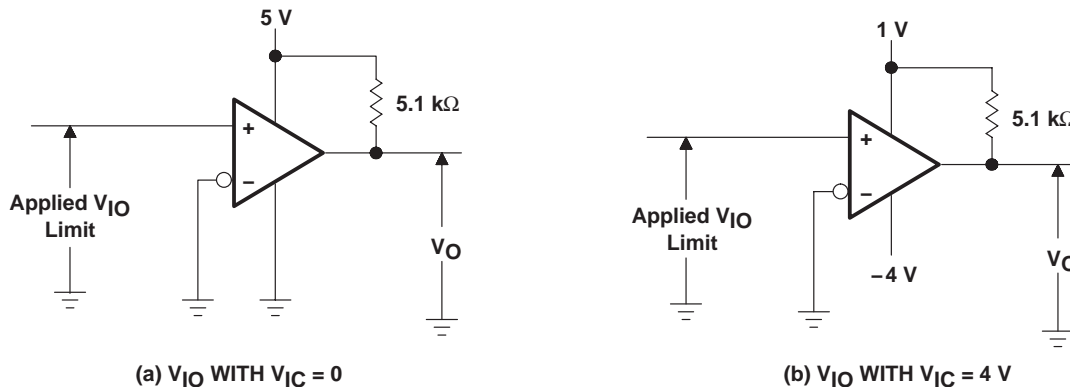 5 V
5.1 kΩ
+
−
Applied VIO
Limit
VO
(a) VIO WITH VIC = 0
1 V
5.1 kΩ
+
−
Applied VIO
Limit
−4 V
VO
(b) VIO WITH VIC = 4 V